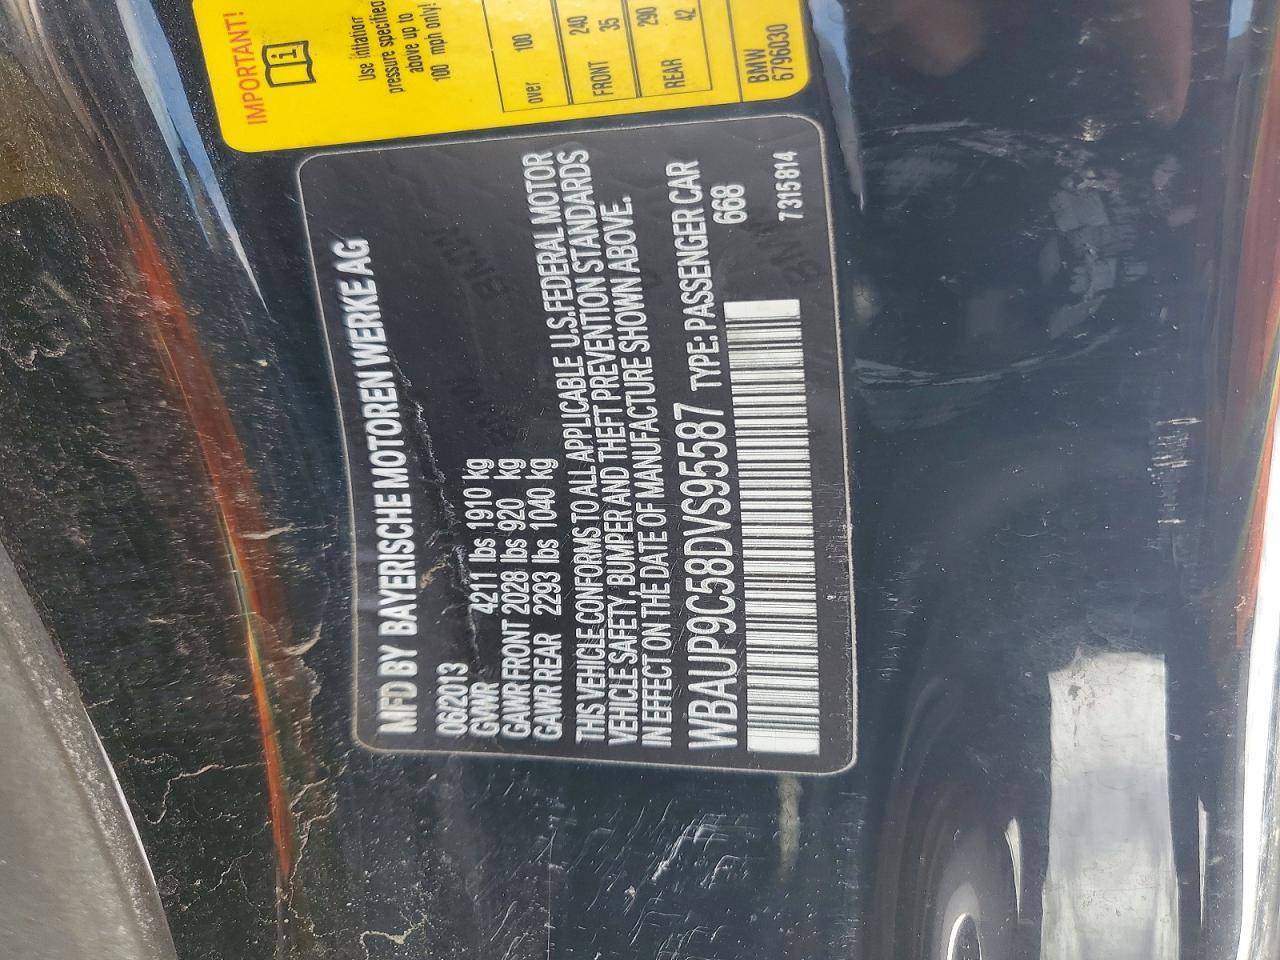 IMPORTANT!
Use inflation
pressure specified
above up to
100 mph only!
over 100
FRONT 240
35
REAR 290
42
BMW
6796030
MFD BY BAYERISCHE MOTOREN WERKE AG
06/2013
GVWR 4211 lbs 1910 kg
GAWR FRONT 2028 lbs 920 kg
GAWR REAR 2293 lbs 1040 kg
THIS VEHICLE CONFORMS TO ALL APPLICABLE U.S. FEDERAL MOTOR
VEHICLE SAFETY, BUMPER AND THEFT PREVENTION STANDARDS
IN EFFECT ON THE DATE OF MANUFACTURE SHOWN ABOVE.
WBAUP9C58DVS95587 TYPE: PASSENGER CAR
668
7315814